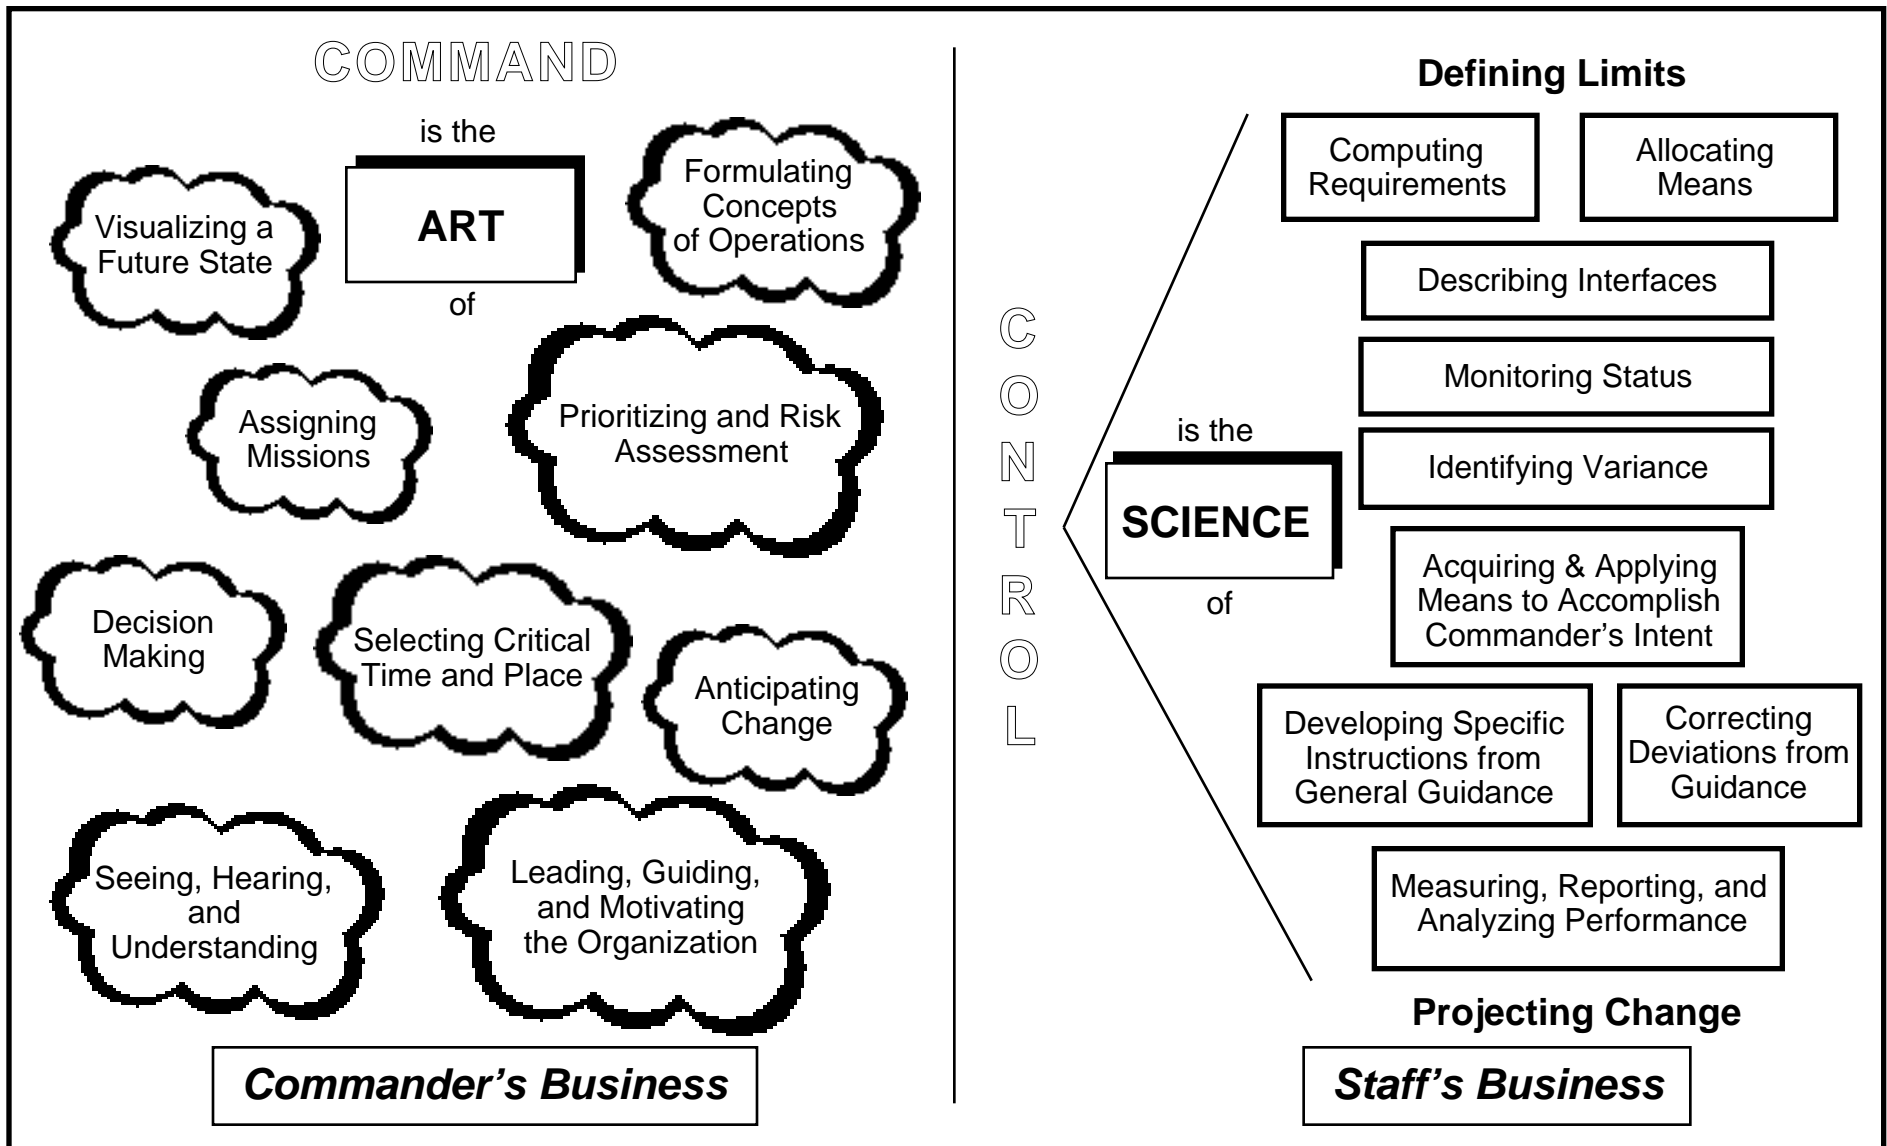 COMMAND
is the
ART
of
Visualizing a
Future State
Formulating
Concepts
of Operations
Assigning
Missions
Prioritizing and Risk
Assessment
Decision
Making
Selecting Critical
Time and Place
Anticipating
Change
Seeing, Hearing,
and
Understanding
Leading, Guiding,
and Motivating
the Organization
Commander’s Business
CONTROL
is the
SCIENCE
of
Defining Limits
Computing
Requirements
Allocating
Means
Describing Interfaces
Monitoring Status
Identifying Variance
Acquiring & Applying
Means to Accomplish
Commander’s Intent
Developing Specific
Instructions from
General Guidance
Correcting
Deviations from
Guidance
Measuring, Reporting, and
Analyzing Performance
Projecting Change
Staff’s Business